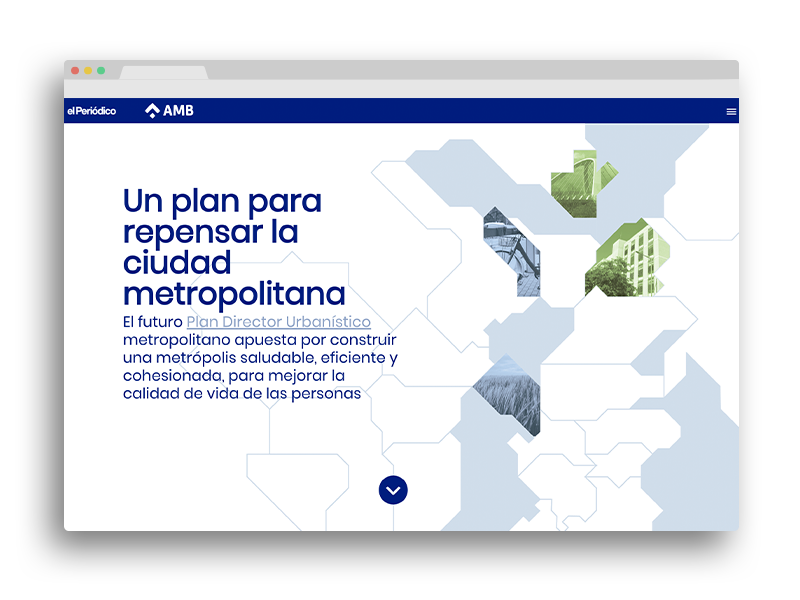 el Periódico
AMB
Un plan para
repensar la
ciudad
metropolitana
El futuro Plan Director Urbanístico
metropolitano apuesta por construir
una metrópolis saludable, eficiente y
cohesionada, para mejorar la
calidad de vida de las personas